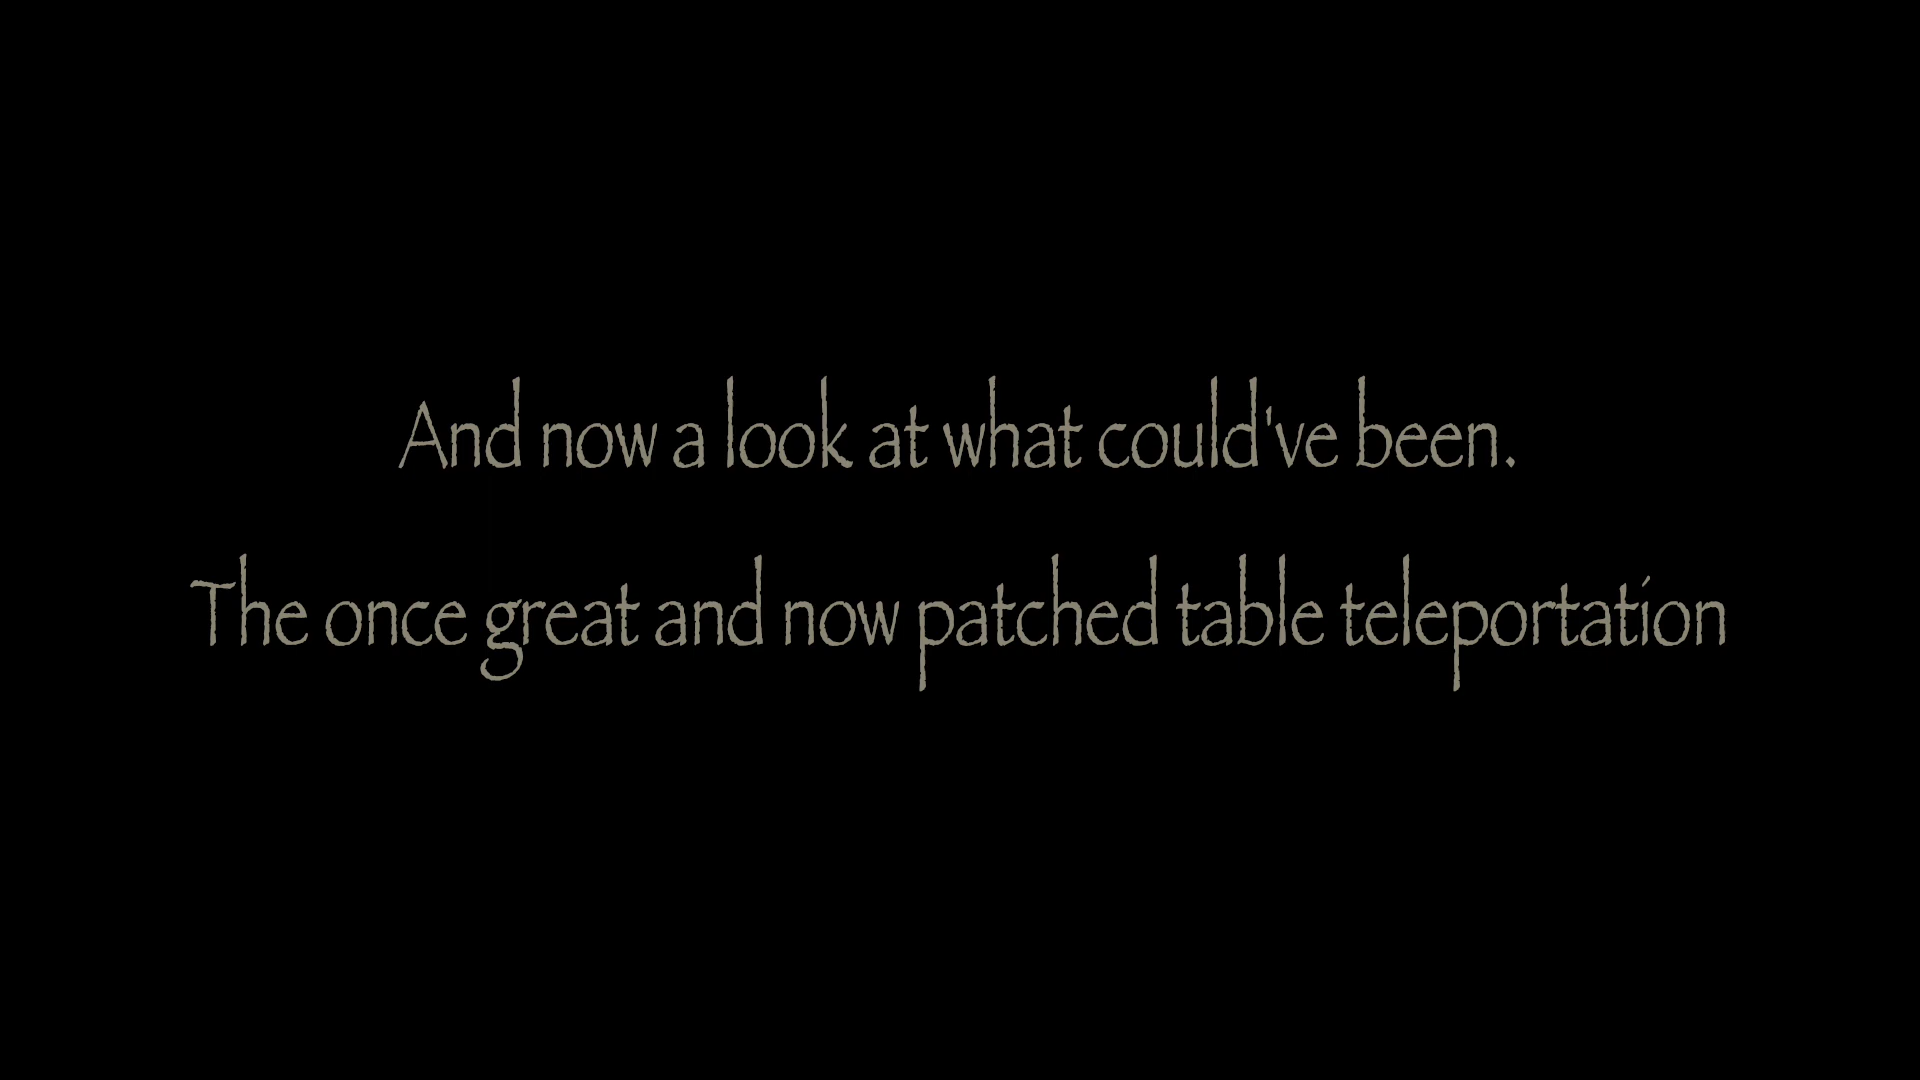 And now a look at what could've been.
The once great and now patched table teleportation